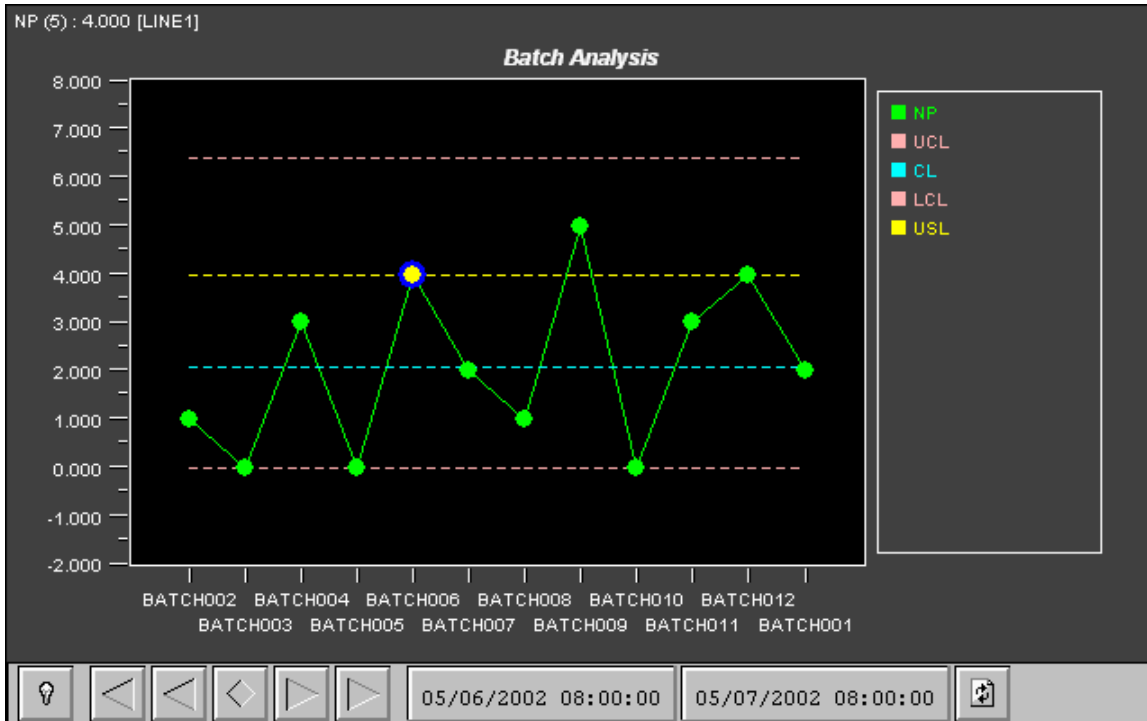 NP (5) : 4.000 [LINE1]
Batch Analysis
8.000
7.000
6.000
5.000
4.000
3.000
2.000
1.000
0.000
-1.000
-2.000
NP
UCL
CL
LCL
USL
BATCH002 BATCH004 BATCH006 BATCH008 BATCH010 BATCH012
BATCH003 BATCH005 BATCH007 BATCH009 BATCH011 BATCH001
05/06/2002 08:00:00 05/07/2002 08:00:00